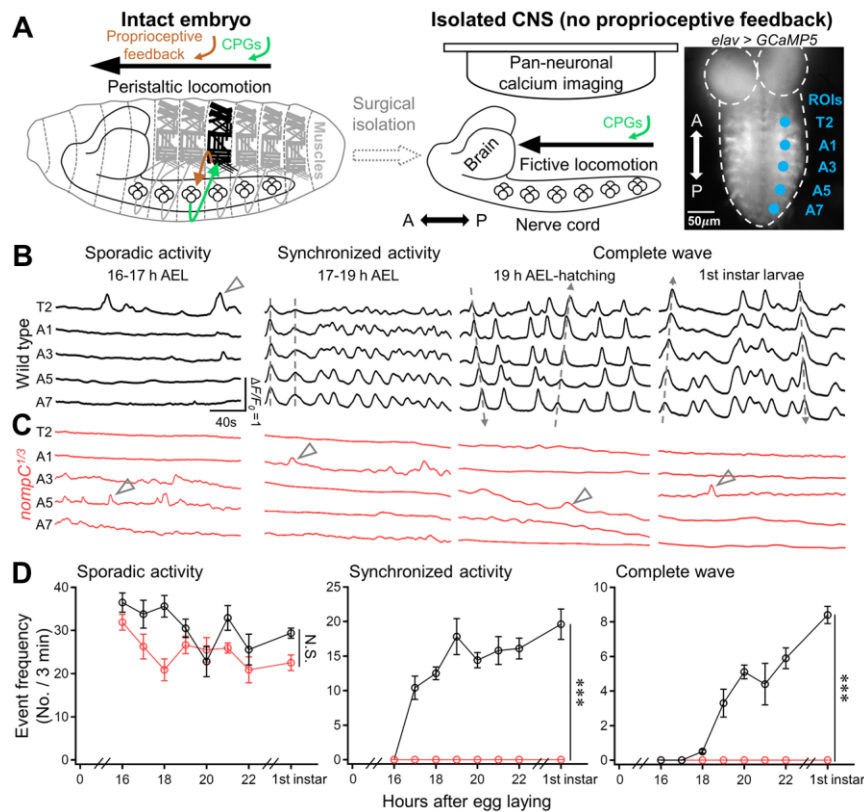 A
Intact embryo
Proprioceptive
feedback
CPGs
Peristaltic locomotion
Muscles
Surgical
isolation
Isolated CNS (no proprioceptive feedback)
Pan-neuronal
calcium imaging
CPGs
Brain
Fictive locomotion
A P
Nerve cord
elav > GCaMP5
ROIs
T2
A1
A3
A5
A7
A
P
50μm
B
Sporadic activity
16-17 h AEL
Synchronized activity
17-19 h AEL
Complete wave
19 h AEL-hatching
1st instar larvae
Wild type
T2
A1
A3
A5
A7
ΔF/F0=1
40s
C
nompC1/3
T2
A1
A3
A5
A7
D
Sporadic activity
Event frequency
(No. / 3 min)
40
30
20
10
0
N.S.
0 16 18 20 22 1st instar
Synchronized activity
25
20
15
10
5
0
***
0 16 18 20 22 1st instar
Complete wave
10
8
6
4
2
0
***
0 16 18 20 22 1st instar
Hours after egg laying